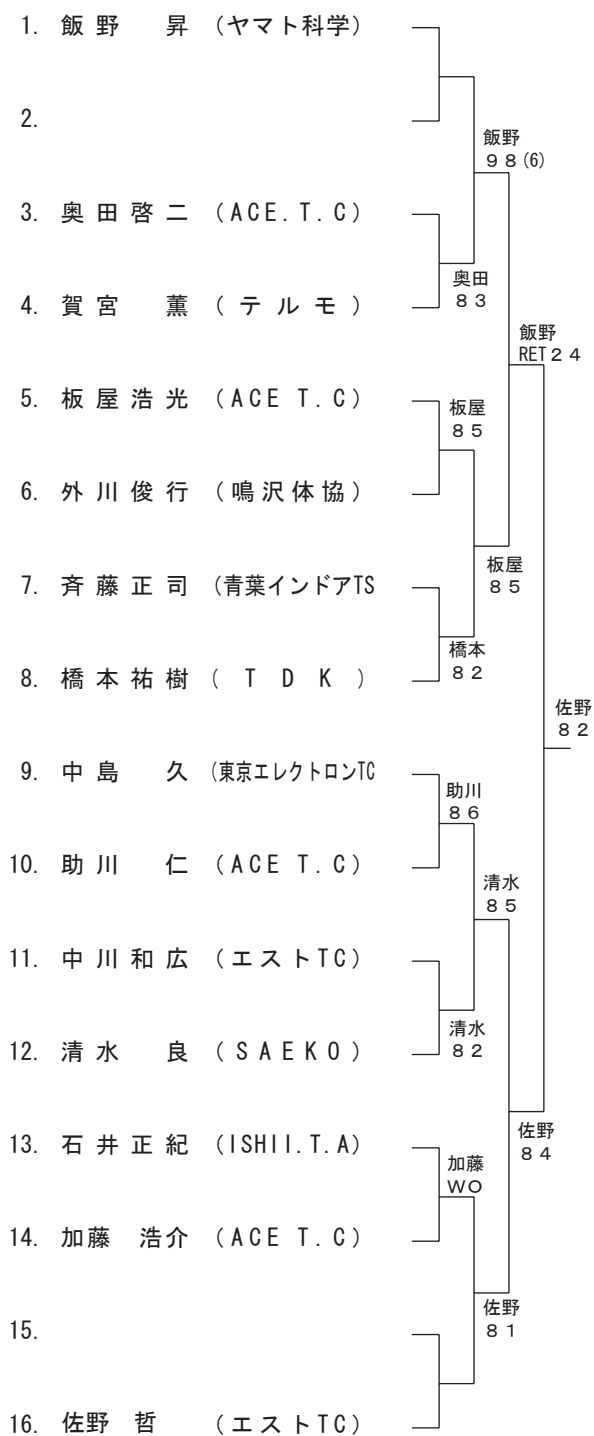 1. 飯野 昇 (ヤマト科学)
2.
飯野
98(6)
3. 奥田啓二 (ACE.T.C)
奥田
83
4. 賀宮 薫 (テルモ)
飯野
RET24
5. 板屋浩光 (ACE T.C)
板屋
85
6. 外川俊行 (鳴沢体協)
板屋
85
7. 斉藤正司 (青葉インドアTS
橋本
82
8. 橋本祐樹 (TDK)
佐野
82
9. 中島 久 (東京エレクトロンTC
助川
86
10. 助川 仁 (ACE T.C)
清水
85
11. 中川和広 (エストTC)
清水
82
12. 清水 良 (SAEKO)
佐野
84
13. 石井正紀 (ISHII.T.A)
加藤
WO
14. 加藤 浩介 (ACE T.C)
佐野
81
15.
16. 佐野 哲 (エストTC)